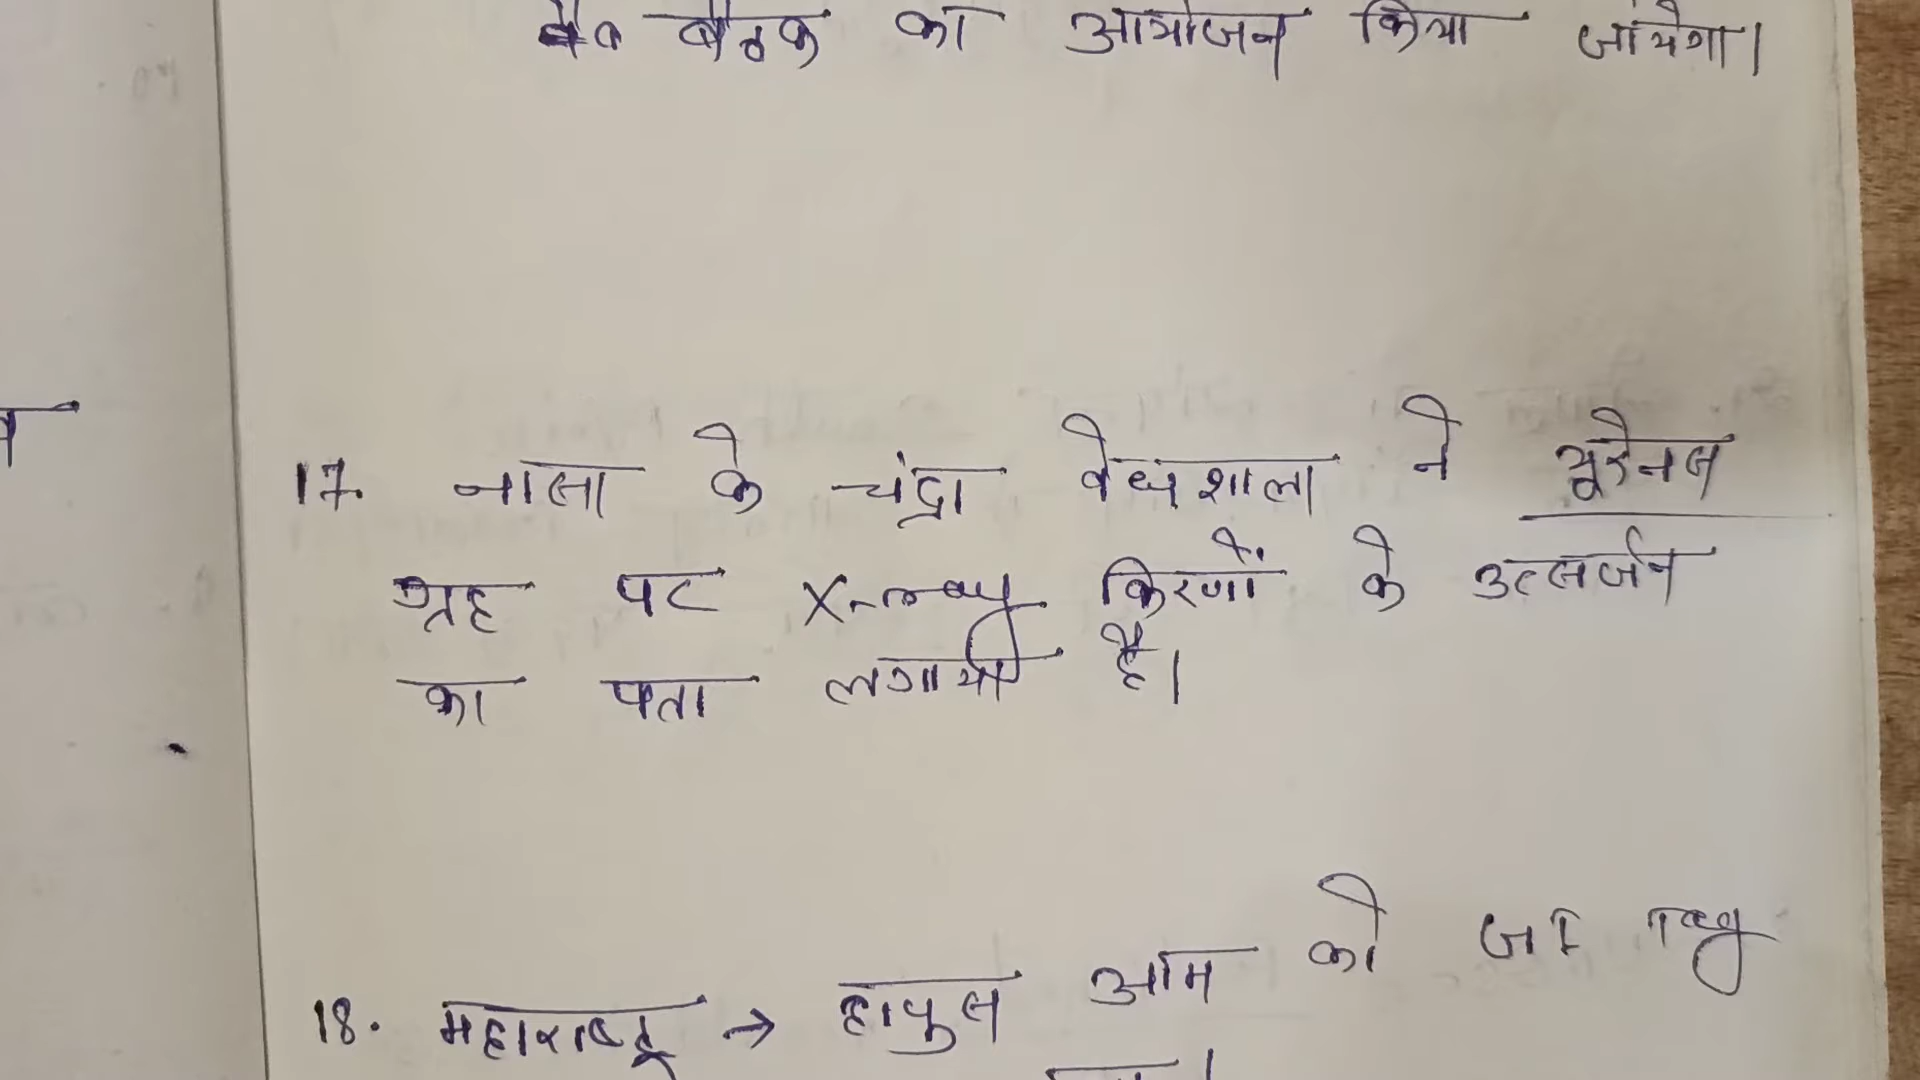 बैठक का आयोजन किया जायेगा।
17. नासा के चंद्रा वेधशाला ने यूरेनस
ग्रह पर X-ray किरणों के उत्सर्जन
का पता लगाया है।
18. महाराष्ट्र → हापुस आम को GI Tag